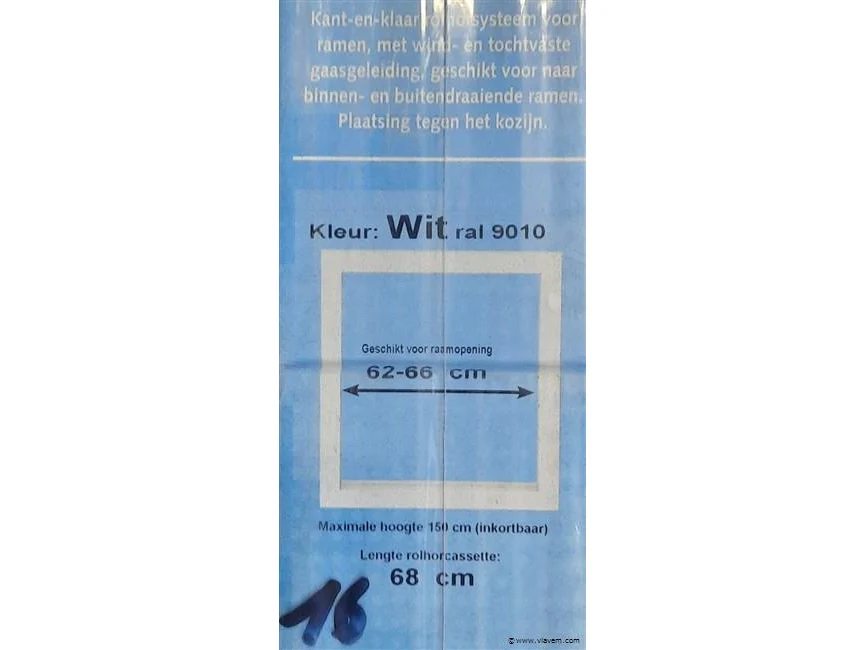 Kant-en-klaar rolhorsysteem voor
ramen, met wind- en tochtvaste
gaasgeleiding, geschikt voor naar
binnen- en buitendraaiende ramen.
Plaatsing tegen het kozijn.
Kleur: Wit ral 9010
Geschikt voor raamopening
62-66 cm
Maximale hoogte 150 cm (inkortbaar)
Lengte rolhorcassette:
68 cm
16
© www.viavem.com